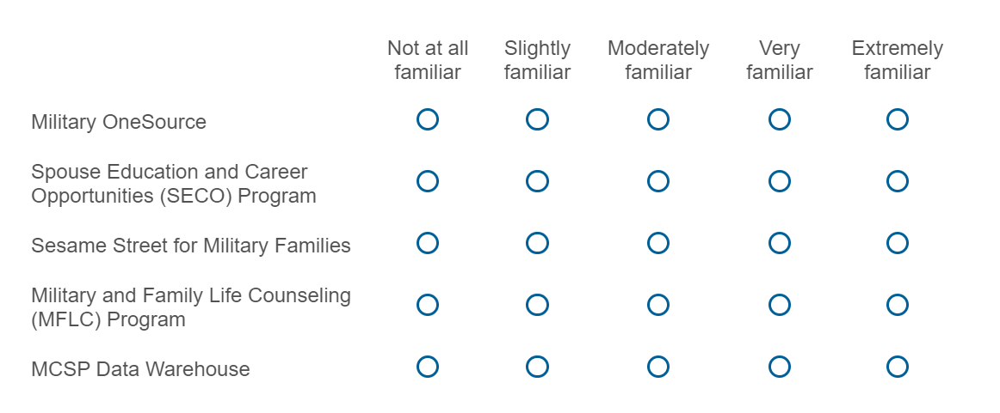 Not at all familiar
Slightly familiar
Moderately familiar
Very familiar
Extremely familiar
Military OneSource
Spouse Education and Career
Opportunities (SECO) Program
Sesame Street for Military Families
Military and Family Life Counseling
(MFLC) Program
MCSP Data Warehouse